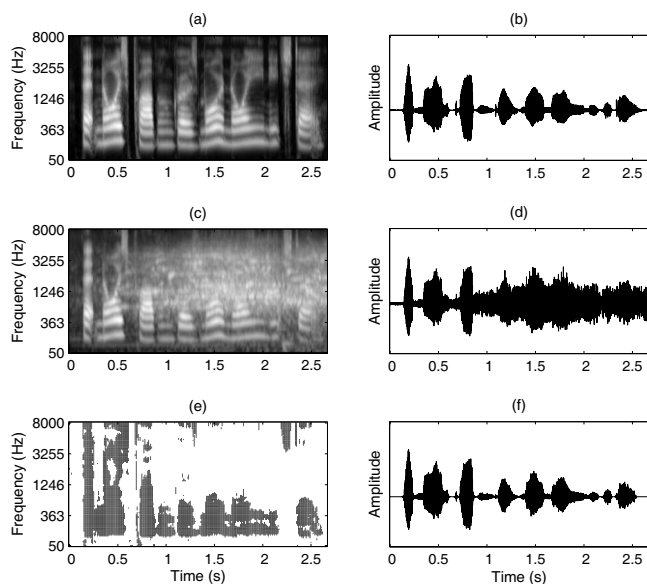 (a)
Frequency (Hz)
8000
3255
1246
363
50
0 0.5 1 1.5 2 2.5
(b)
Amplitude
0 0.5 1 1.5 2 2.5
(c)
Frequency (Hz)
8000
3255
1246
363
50
0 0.5 1 1.5 2 2.5
(d)
Amplitude
0 0.5 1 1.5 2 2.5
(e)
Frequency (Hz)
8000
3255
1246
363
50
0 0.5 1 1.5 2 2.5
Time (s)
(f)
Amplitude
0 0.5 1 1.5 2 2.5
Time (s)